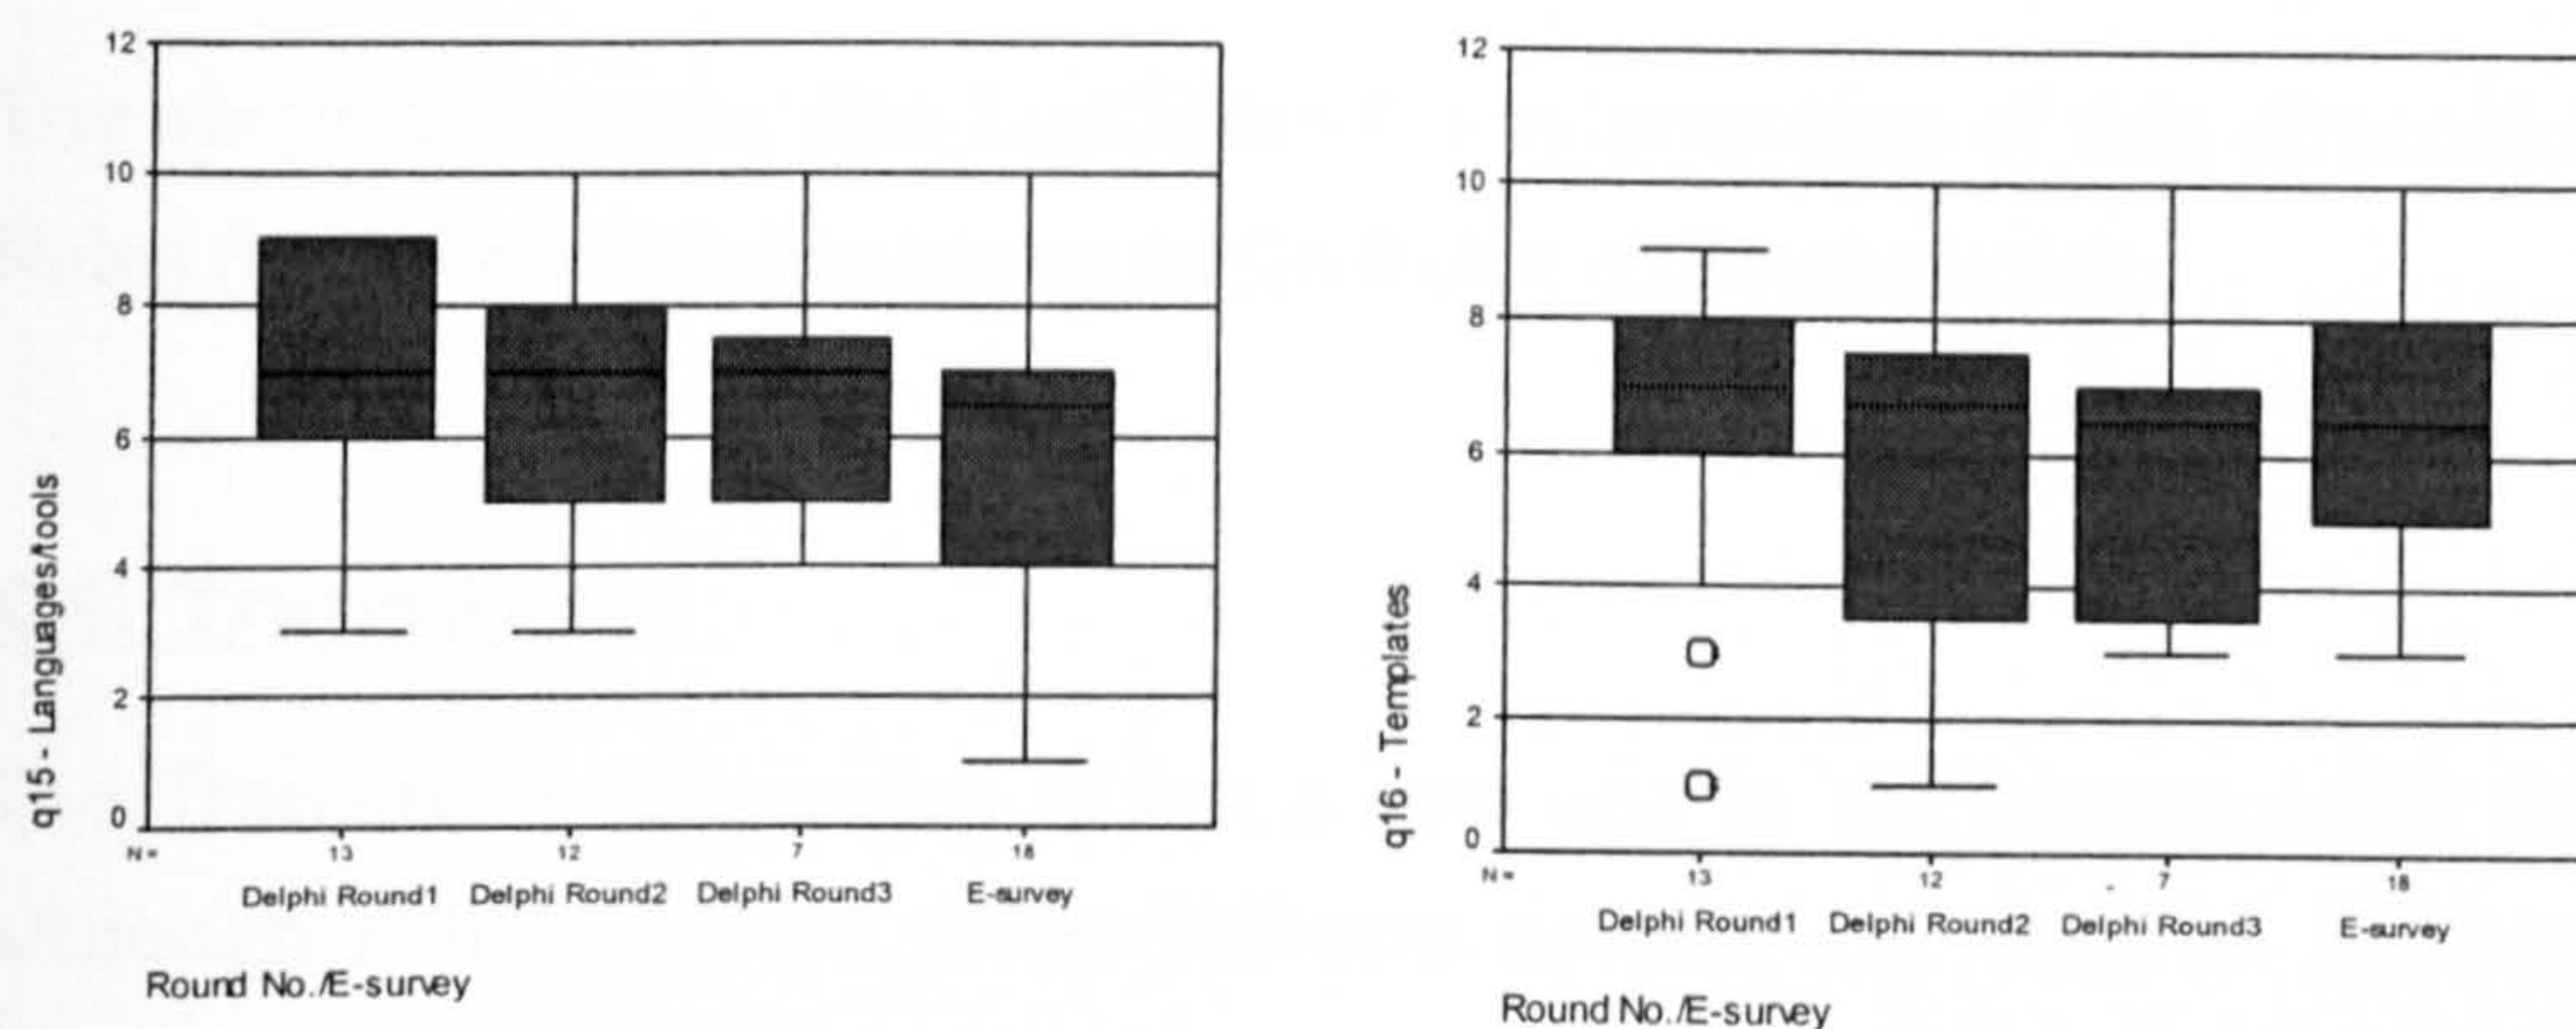 12
10
8
6
4
2
0
q15 - Languages/tools
N = 13 12 7 18
Delphi Round1 Delphi Round2 Delphi Round3 E-survey
Round No./E-survey
12
10
8
6
4
2
0
q16 - Templates
N = 13 12 7 18
Delphi Round1 Delphi Round2 Delphi Round3 E-survey
Round No./E-survey